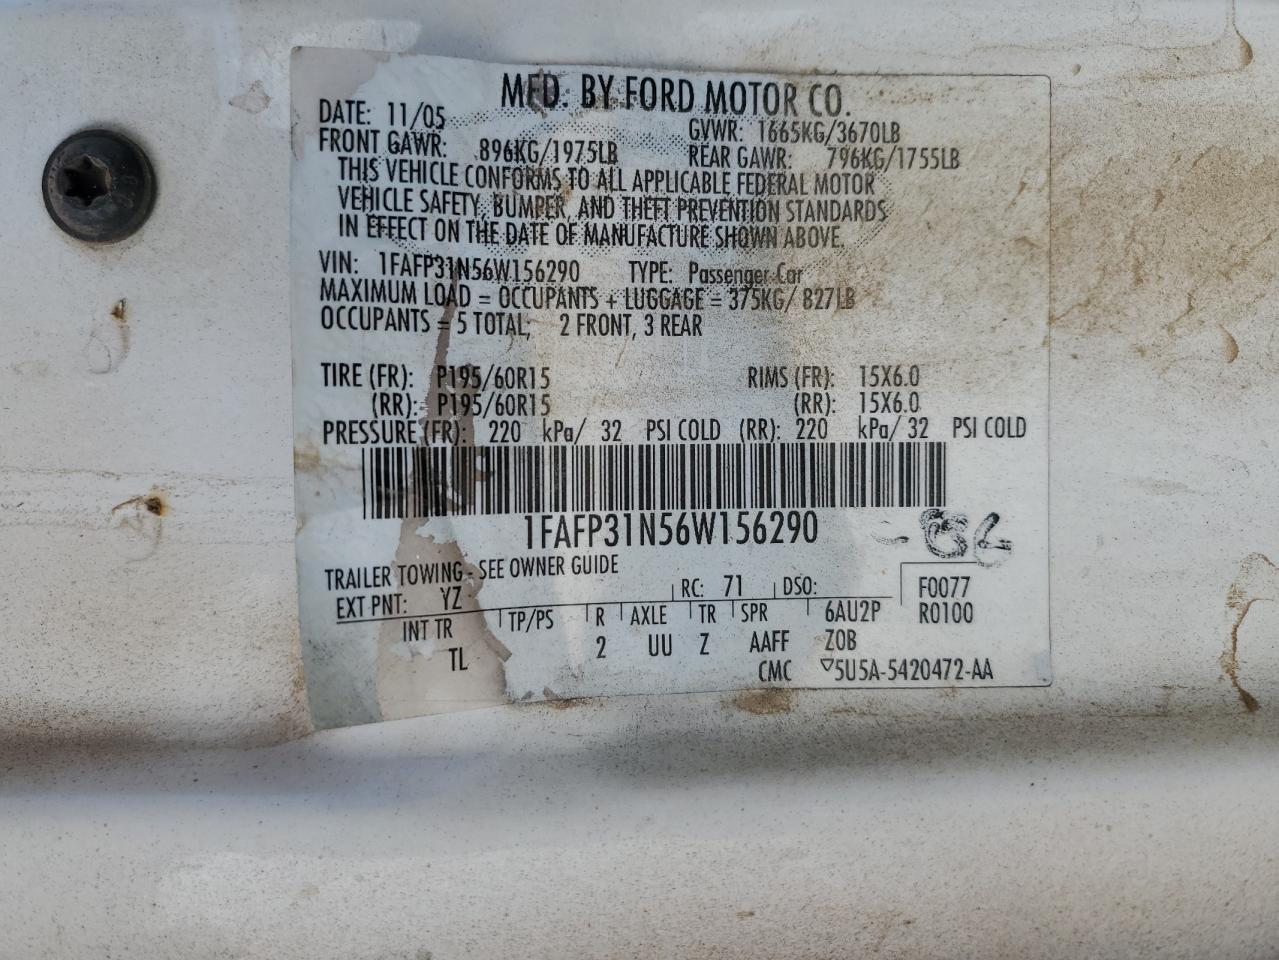 MFD. BY FORD MOTOR CO.
DATE: 11/05 GVWR: 1665KG/3670LB
FRONT GAWR: 896KG/1975LB REAR GAWR: 796KG/1755LB
THIS VEHICLE CONFORMS TO ALL APPLICABLE FEDERAL MOTOR
VEHICLE SAFETY, BUMPER, AND THEFT PREVENTION STANDARDS
IN EFFECT ON THE DATE OF MANUFACTURE SHOWN ABOVE.
VIN: 1FAFP31N56W156290 TYPE: Passenger Car
MAXIMUM LOAD = OCCUPANTS + LUGGAGE = 375KG/ 827LB
OCCUPANTS = 5 TOTAL; 2 FRONT, 3 REAR
TIRE (FR): P195/60R15 RIMS (FR): 15X6.0
(RR): P195/60R15 (RR): 15X6.0
PRESSURE (FR): 220 kPa/ 32 PSI COLD (RR): 220 kPa/ 32 PSI COLD
1FAFP31N56W156290
TRAILER TOWING - SEE OWNER GUIDE
EXT PNT: YZ RC: 71 DSO: F0077
INT TR TP/PS R AXLE TR SPR 6AU2P R0100
TL 2 UU Z AAFF ZOB
CMC ▽5U5A-5420472-AA